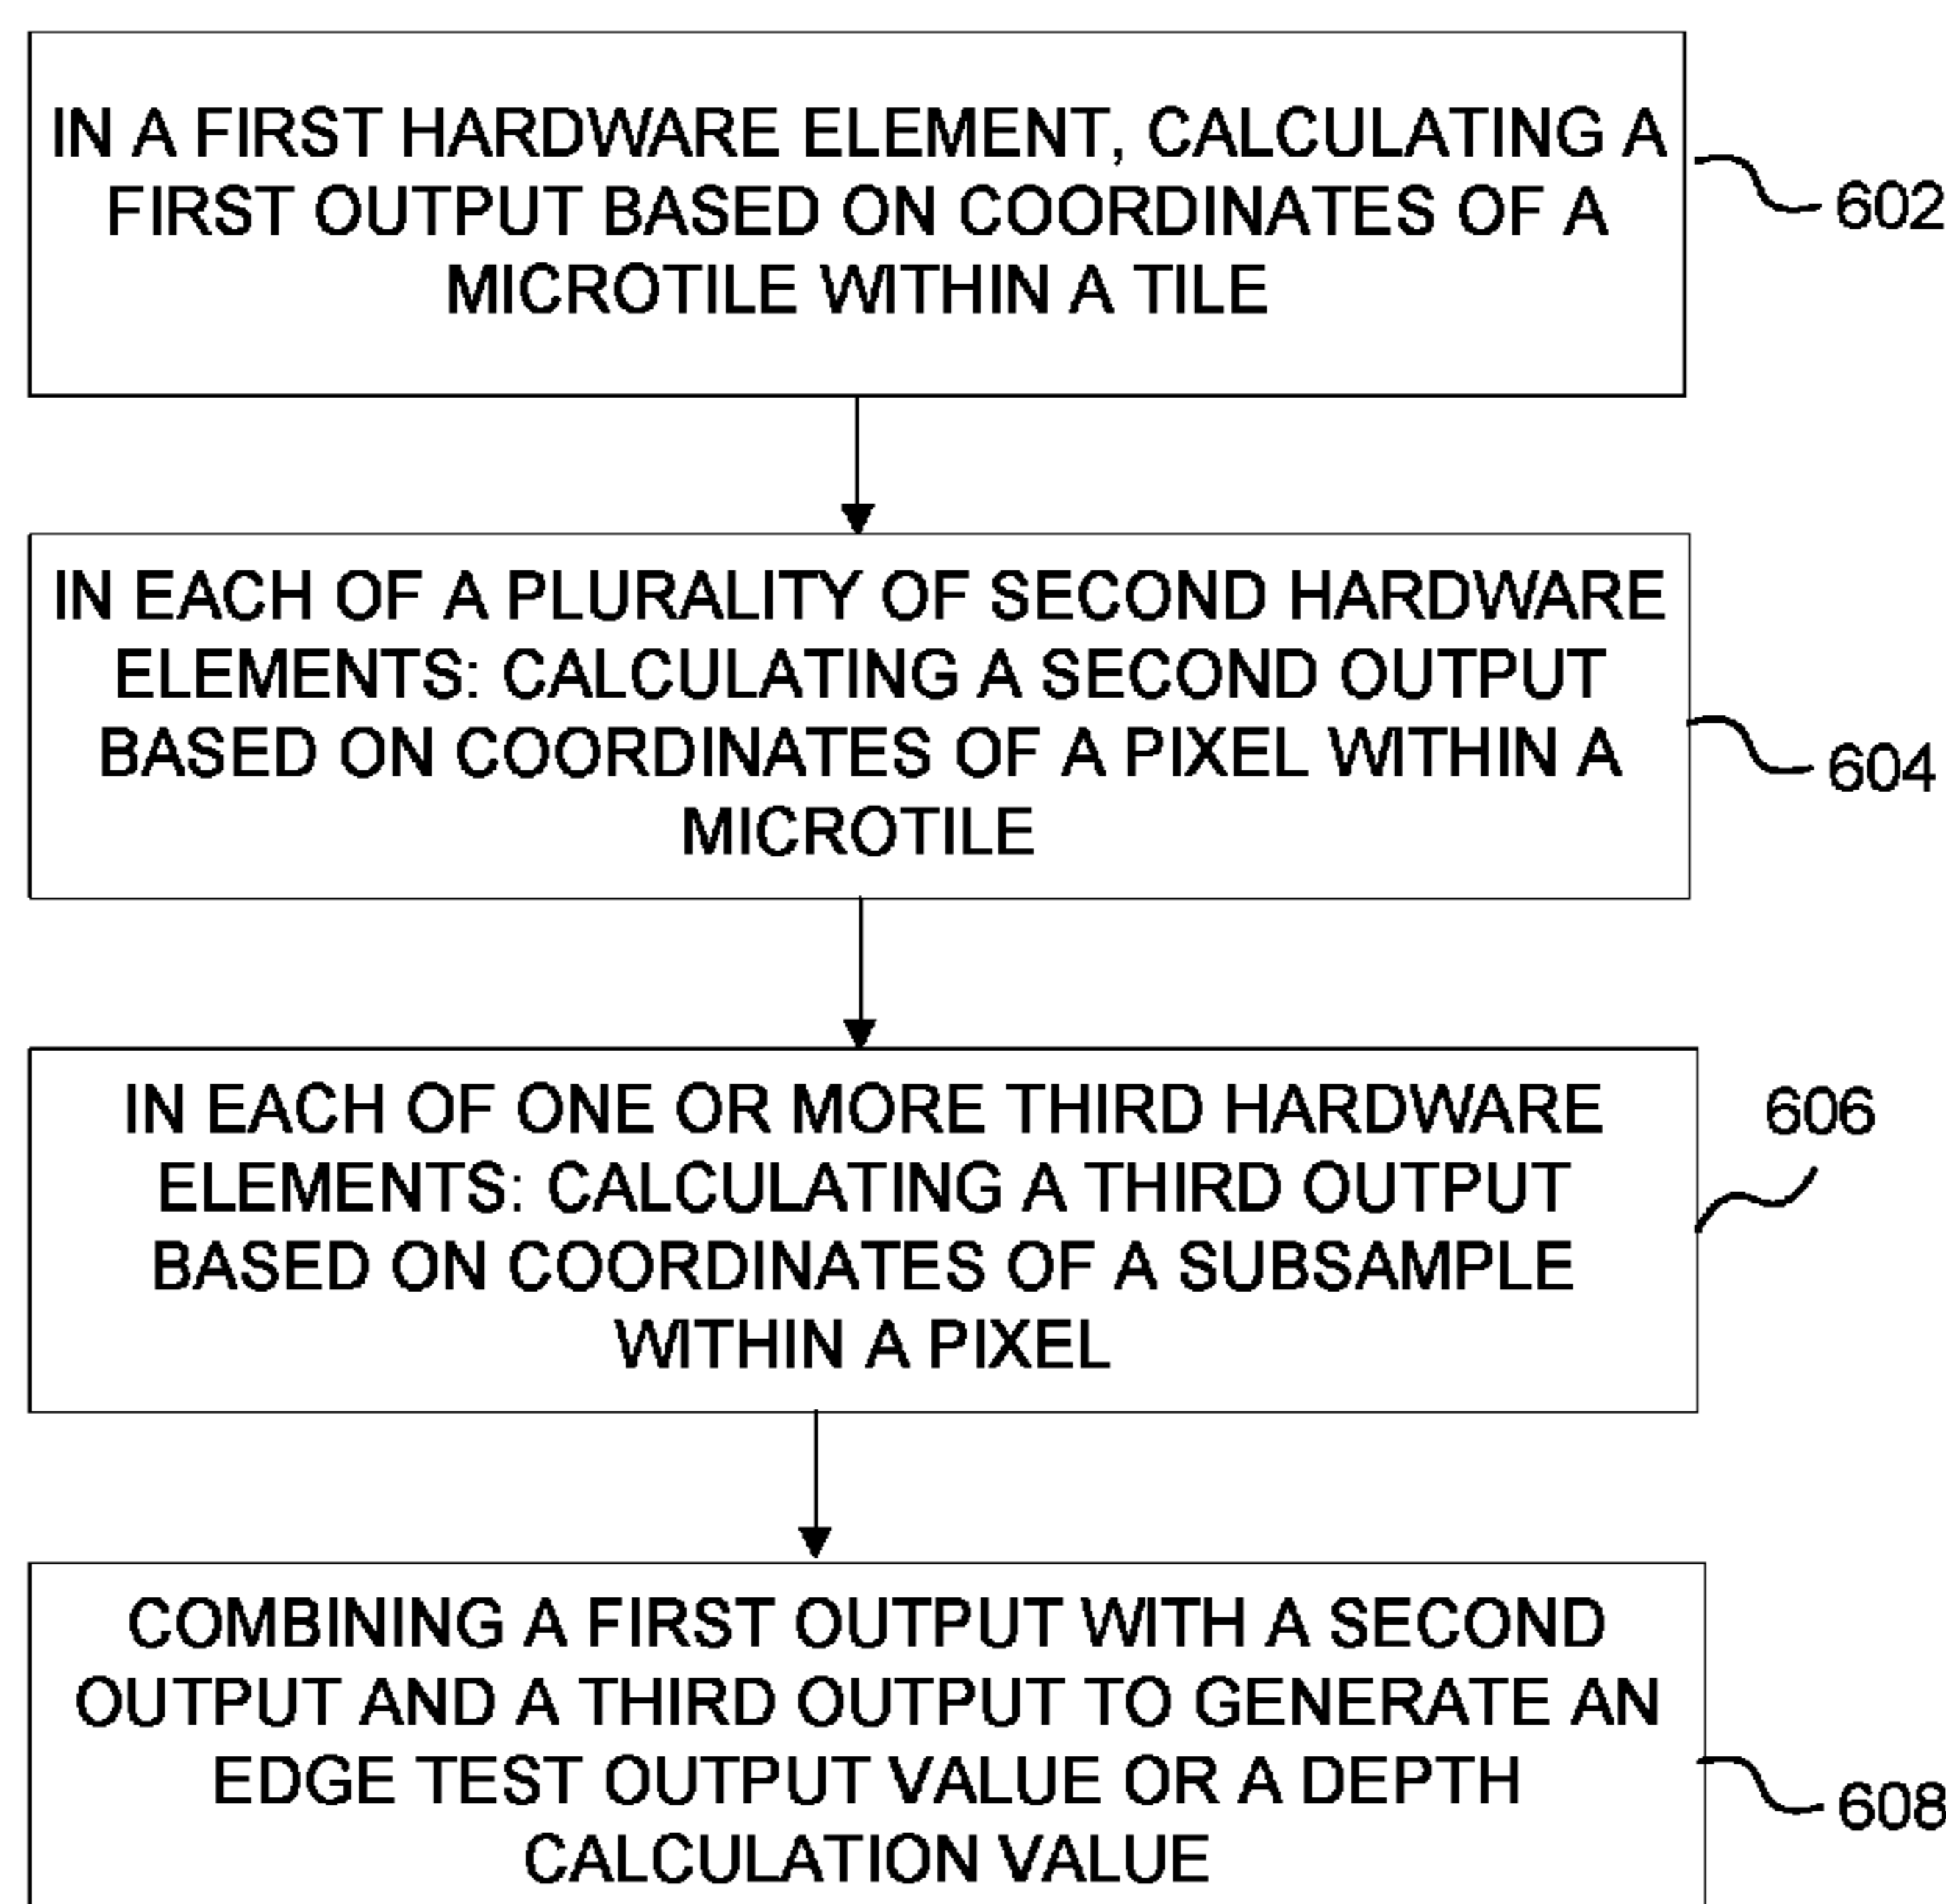 IN A FIRST HARDWARE ELEMENT, CALCULATING A
FIRST OUTPUT BASED ON COORDINATES OF A
MICROTILE WITHIN A TILE
602
IN EACH OF A PLURALITY OF SECOND HARDWARE
ELEMENTS: CALCULATING A SECOND OUTPUT
BASED ON COORDINATES OF A PIXEL WITHIN A
MICROTILE
604
IN EACH OF ONE OR MORE THIRD HARDWARE
ELEMENTS: CALCULATING A THIRD OUTPUT
BASED ON COORDINATES OF A SUBSAMPLE
WITHIN A PIXEL
606
COMBINING A FIRST OUTPUT WITH A SECOND
OUTPUT AND A THIRD OUTPUT TO GENERATE AN
EDGE TEST OUTPUT VALUE OR A DEPTH
CALCULATION VALUE
608